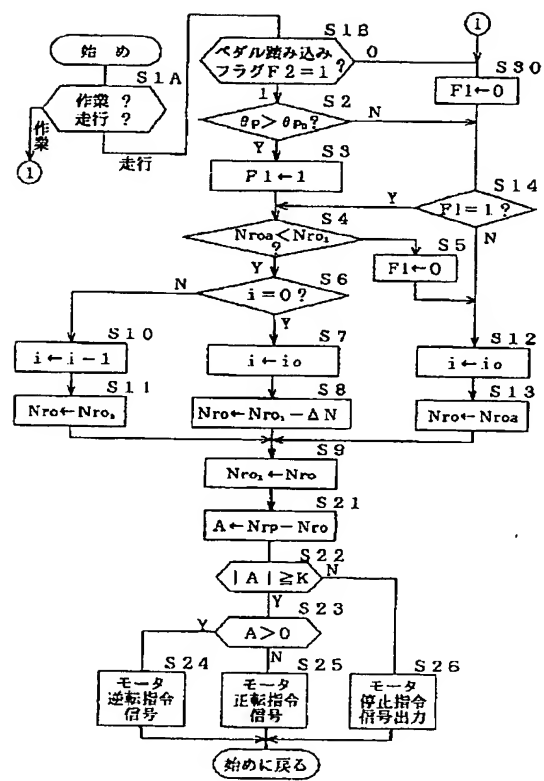 始め
S1A
作業 ?
走行 ?
作業
①
走行
S1B
ペダル踏み込み
フラグF2=1 ?
0
1
①
S30
F1←0
S2
θp>θp₀?
N
Y
S3
F1←1
S14
F1=1 ?
Y
N
S4
Nroa<Nro₁
?
Y
S5
F1←0
S6
i=0 ?
N
Y
S10
i←i−1
S11
Nro←Nro₁
S7
i←io
S8
Nro←Nro₁−ΔN
S12
i←io
S13
Nro←Nroa
S9
Nro₁←Nro
S21
A←Nrp−Nro
S22
|A|≧K
N
Y
S23
A>0
Y
N
S24
モータ
逆転指令
信号
S25
モータ
正転指令
信号
S26
モータ
停止指令
信号出力
始めに戻る